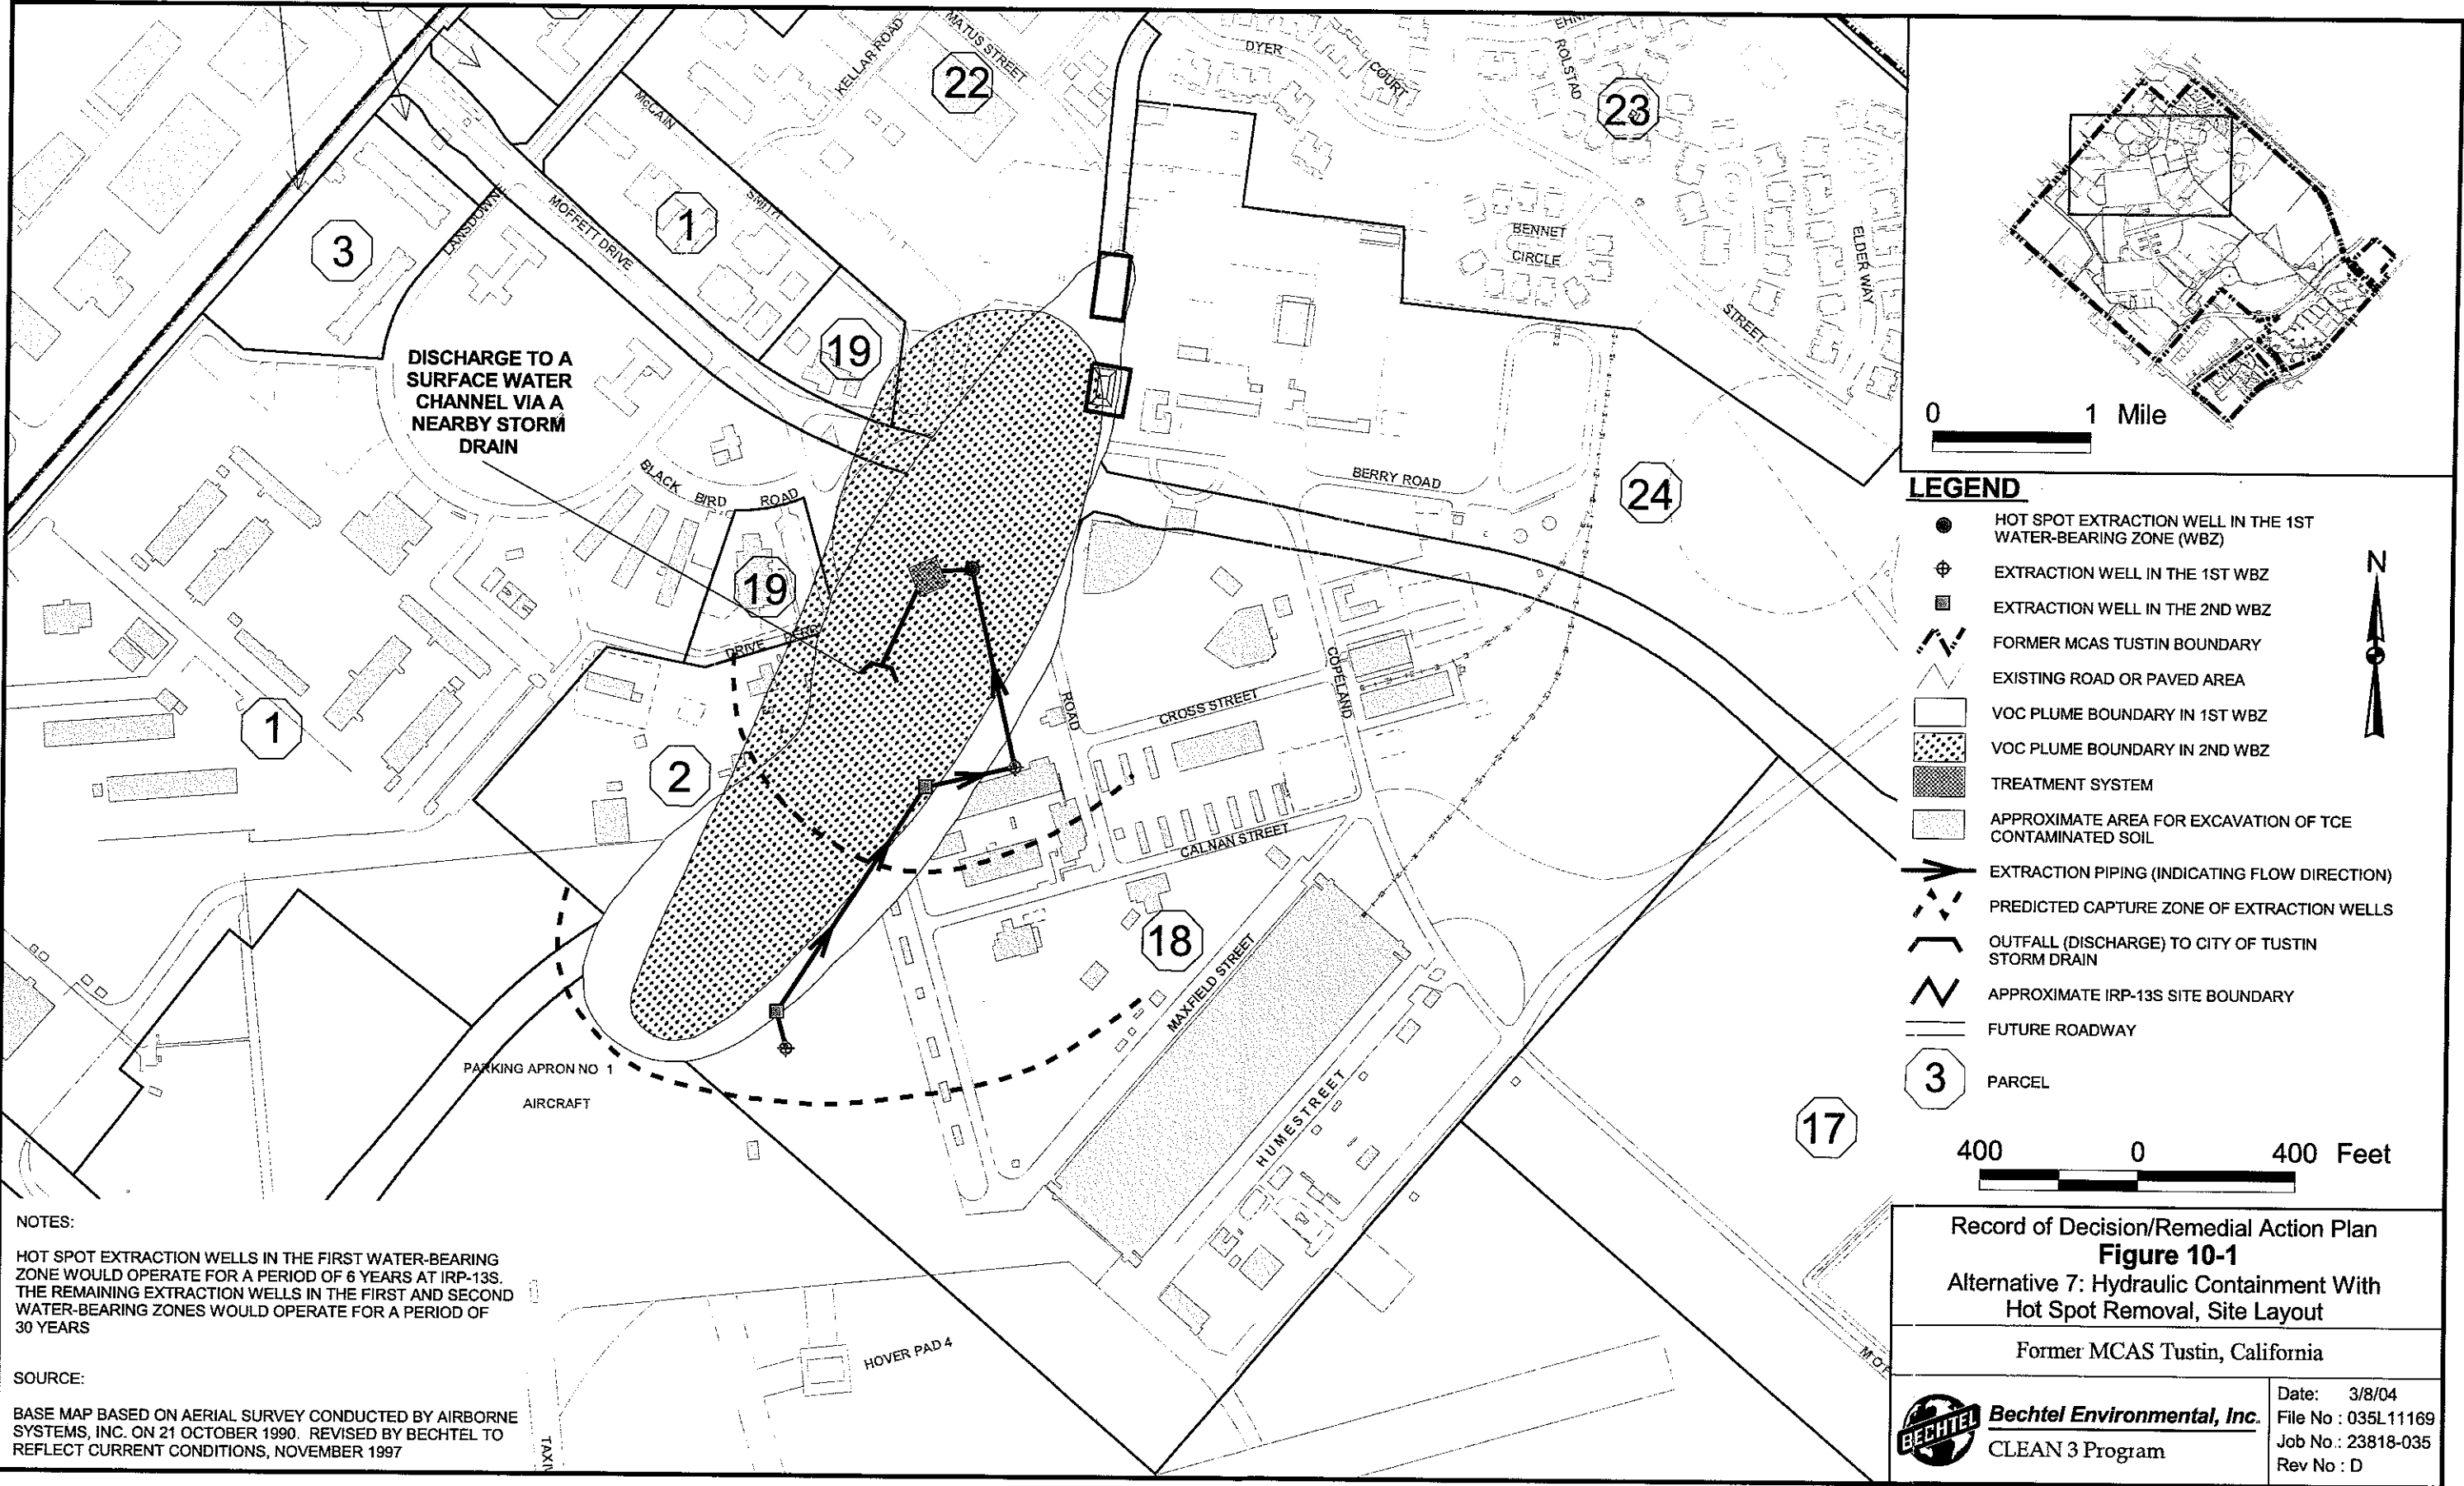 KELLAR ROAD
MATUS STREET
22
DYER
COURT
ROLSTAD
23
McCAIN
SMITH
1
3
LANSDOWNE
MOFFETT DRIVE
19
BENNET
CIRCLE
ELDER WAY
STREET
DISCHARGE TO A
SURFACE WATER
CHANNEL VIA A
NEARBY STORM
DRAIN
BLACK BIRD ROAD
19
DRIVE
BERRY ROAD
24
1
2
ROAD
CROSS STREET
COPELAND
CALNAN STREET
18
MAXFIELD STREET
HUME STREET
17
PARKING APRON NO 1
AIRCRAFT
HOVER PAD 4
NOTES:
HOT SPOT EXTRACTION WELLS IN THE FIRST WATER-BEARING
ZONE WOULD OPERATE FOR A PERIOD OF 6 YEARS AT IRP-13S.
THE REMAINING EXTRACTION WELLS IN THE FIRST AND SECOND
WATER-BEARING ZONES WOULD OPERATE FOR A PERIOD OF
30 YEARS
SOURCE:
BASE MAP BASED ON AERIAL SURVEY CONDUCTED BY AIRBORNE
SYSTEMS, INC. ON 21 OCTOBER 1990. REVISED BY BECHTEL TO
REFLECT CURRENT CONDITIONS, NOVEMBER 1997
0 1 Mile
LEGEND
HOT SPOT EXTRACTION WELL IN THE 1ST
WATER-BEARING ZONE (WBZ)
EXTRACTION WELL IN THE 1ST WBZ
EXTRACTION WELL IN THE 2ND WBZ
FORMER MCAS TUSTIN BOUNDARY
EXISTING ROAD OR PAVED AREA
VOC PLUME BOUNDARY IN 1ST WBZ
VOC PLUME BOUNDARY IN 2ND WBZ
TREATMENT SYSTEM
APPROXIMATE AREA FOR EXCAVATION OF TCE
CONTAMINATED SOIL
EXTRACTION PIPING (INDICATING FLOW DIRECTION)
PREDICTED CAPTURE ZONE OF EXTRACTION WELLS
OUTFALL (DISCHARGE) TO CITY OF TUSTIN
STORM DRAIN
APPROXIMATE IRP-13S SITE BOUNDARY
FUTURE ROADWAY
3 PARCEL
N
400 0 400 Feet
Record of Decision/Remedial Action Plan
Figure 10-1
Alternative 7: Hydraulic Containment With
Hot Spot Removal, Site Layout
Former MCAS Tustin, California
BECHTEL
Bechtel Environmental, Inc.
CLEAN 3 Program
Date: 3/8/04
File No : 035L11169
Job No.: 23818-035
Rev No : D